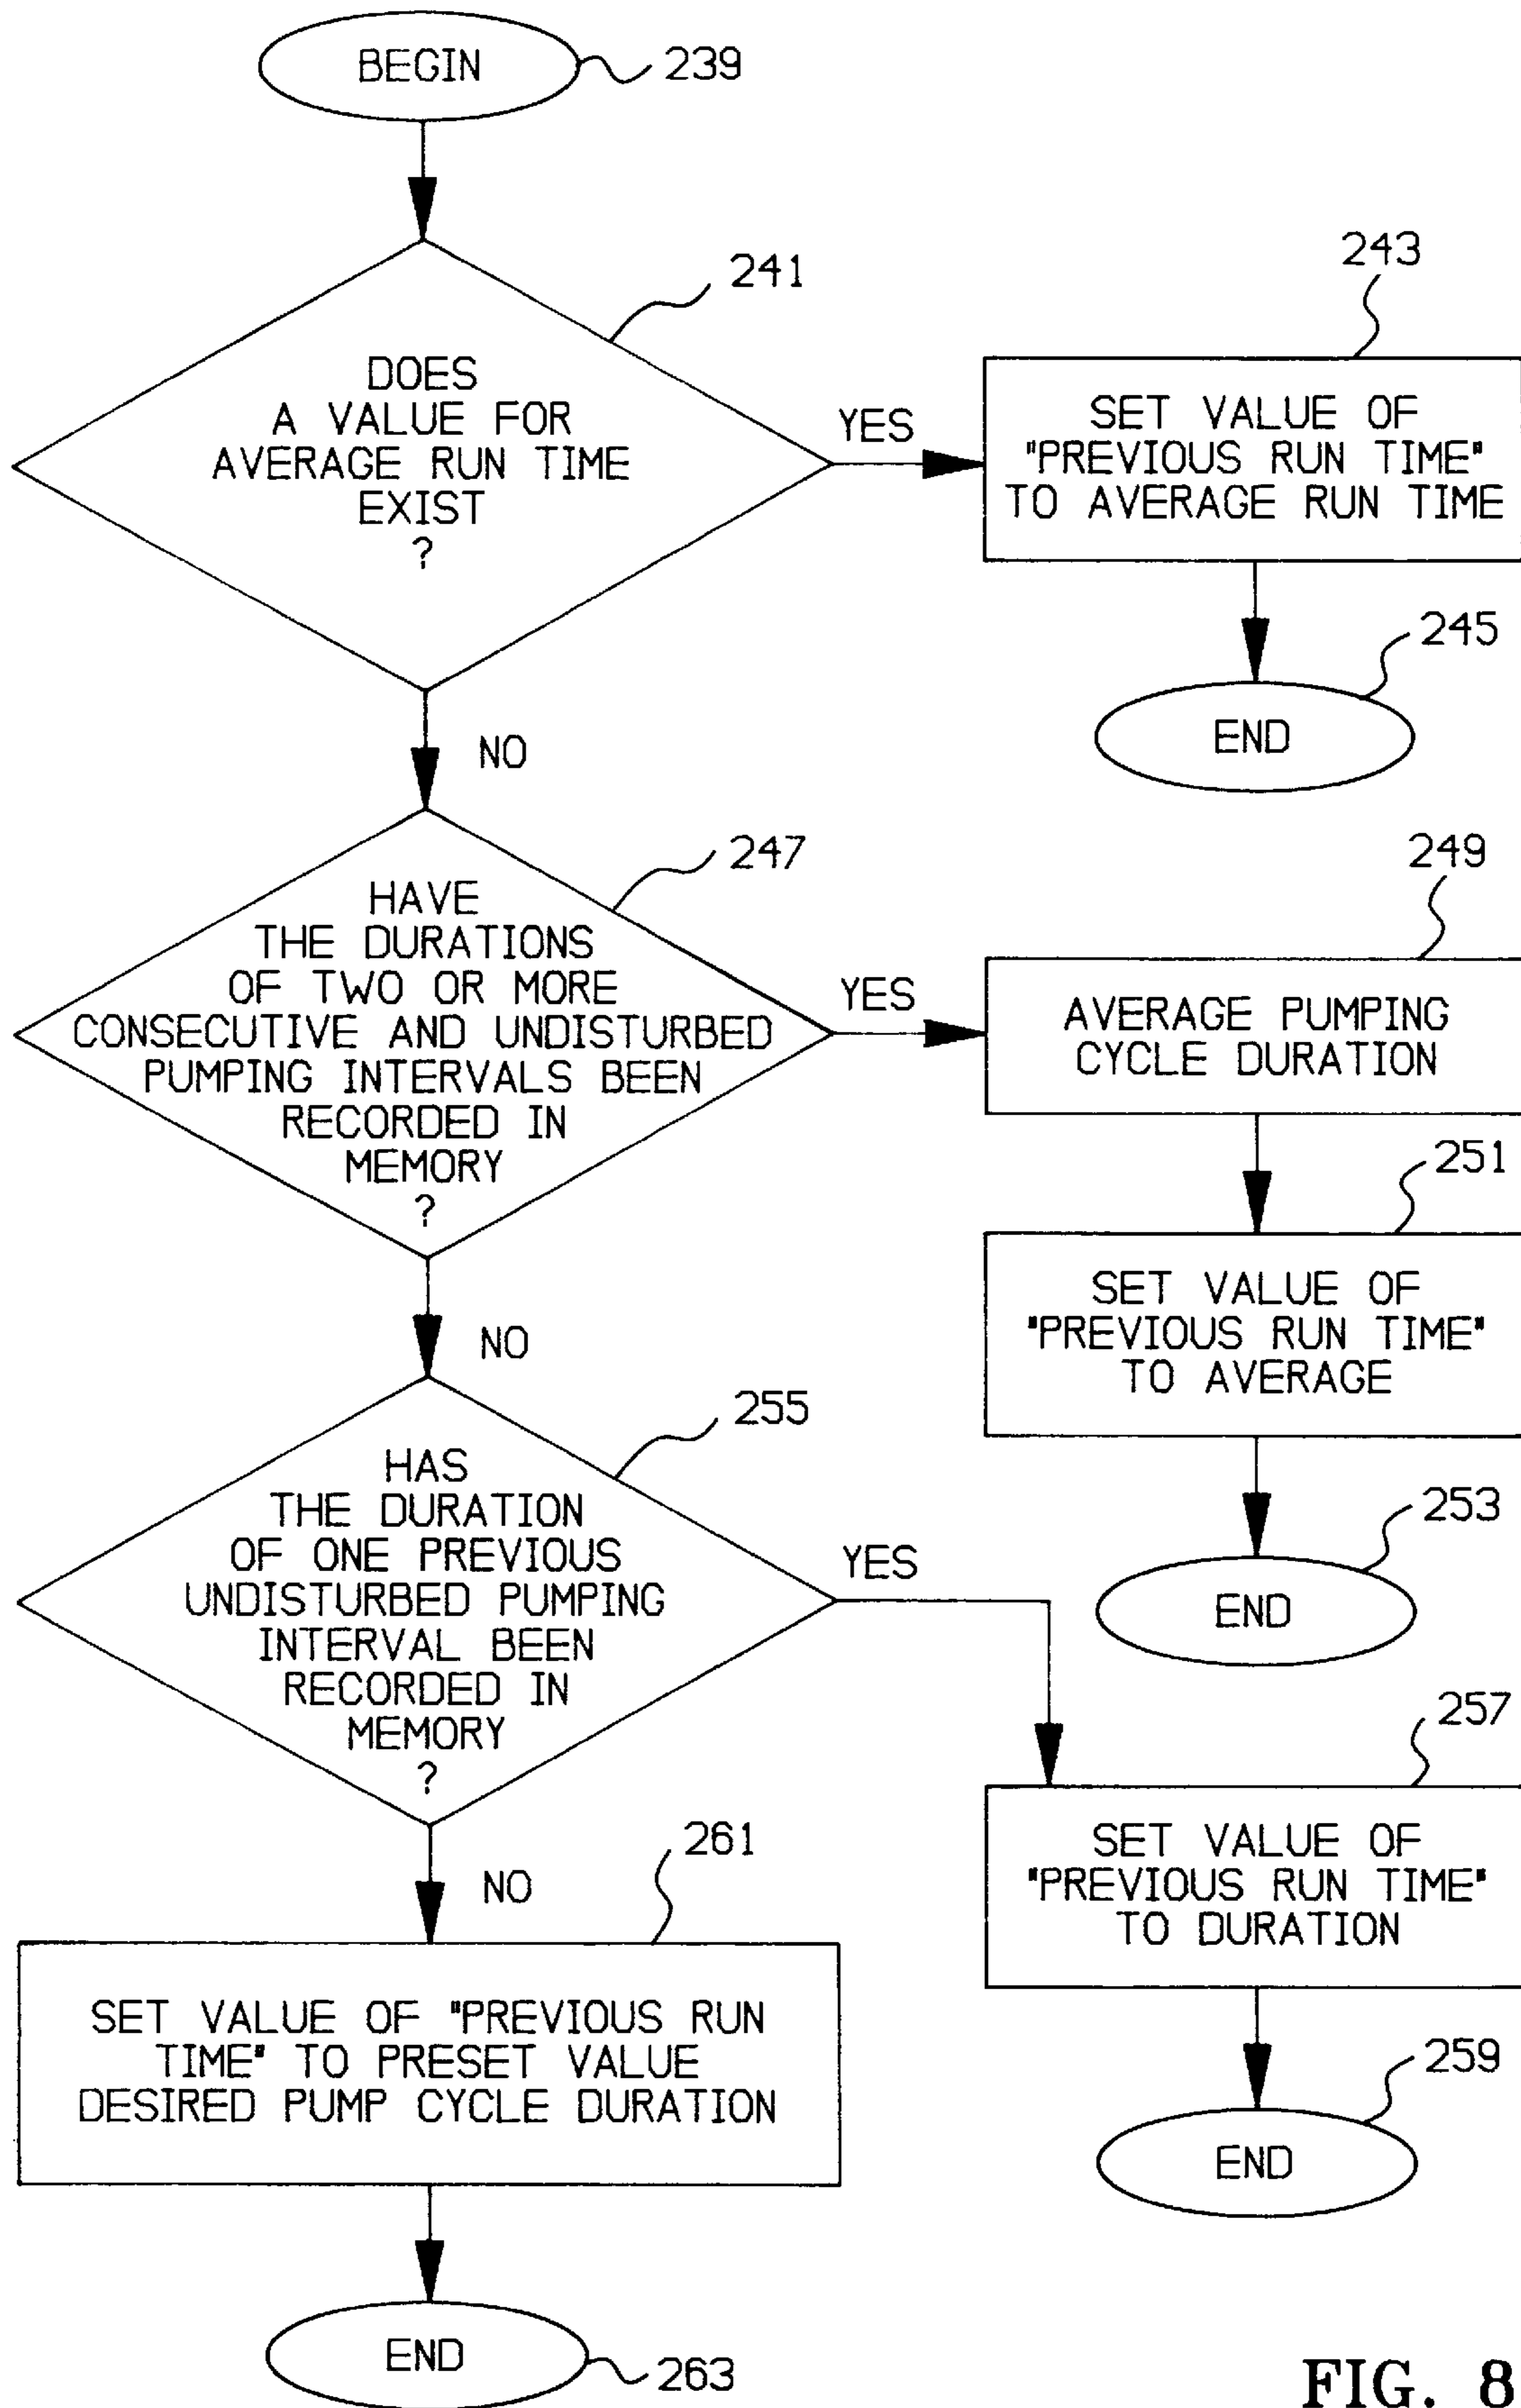 BEGIN
239
241
DOES
A VALUE FOR
AVERAGE RUN TIME
EXIST
?
YES
243
SET VALUE OF
"PREVIOUS RUN TIME"
TO AVERAGE RUN TIME
245
END
NO
247
HAVE
THE DURATIONS
OF TWO OR MORE
CONSECUTIVE AND UNDISTURBED
PUMPING INTERVALS BEEN
RECORDED IN
MEMORY
?
YES
249
AVERAGE PUMPING
CYCLE DURATION
251
SET VALUE OF
"PREVIOUS RUN TIME"
TO AVERAGE
253
END
NO
255
HAS
THE DURATION
OF ONE PREVIOUS
UNDISTURBED PUMPING
INTERVAL BEEN
RECORDED IN
MEMORY
?
YES
257
SET VALUE OF
"PREVIOUS RUN TIME"
TO DURATION
259
END
NO
261
SET VALUE OF "PREVIOUS RUN
TIME" TO PRESET VALUE
DESIRED PUMP CYCLE DURATION
END
263
FIG. 8